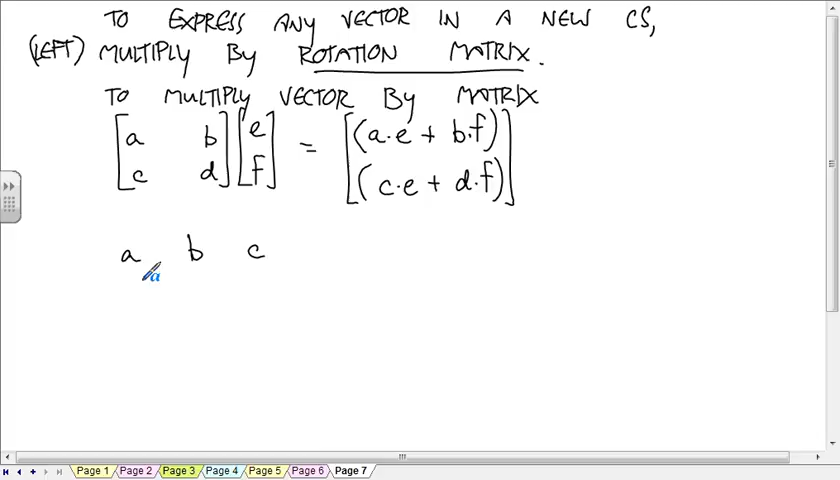 TO EXPRESS ANY VECTOR IN A NEW CS,
(LEFT) MULTIPLY BY ROTATION MATRIX.
TO MULTIPLY VECTOR BY MATRIX
[a b] [e] = [(a.e + b.f)]
[c d] [f] [(c.e + d.f)]
a b c
a
Page 1 Page 2 Page 3 Page 4 Page 5 Page 6 Page 7